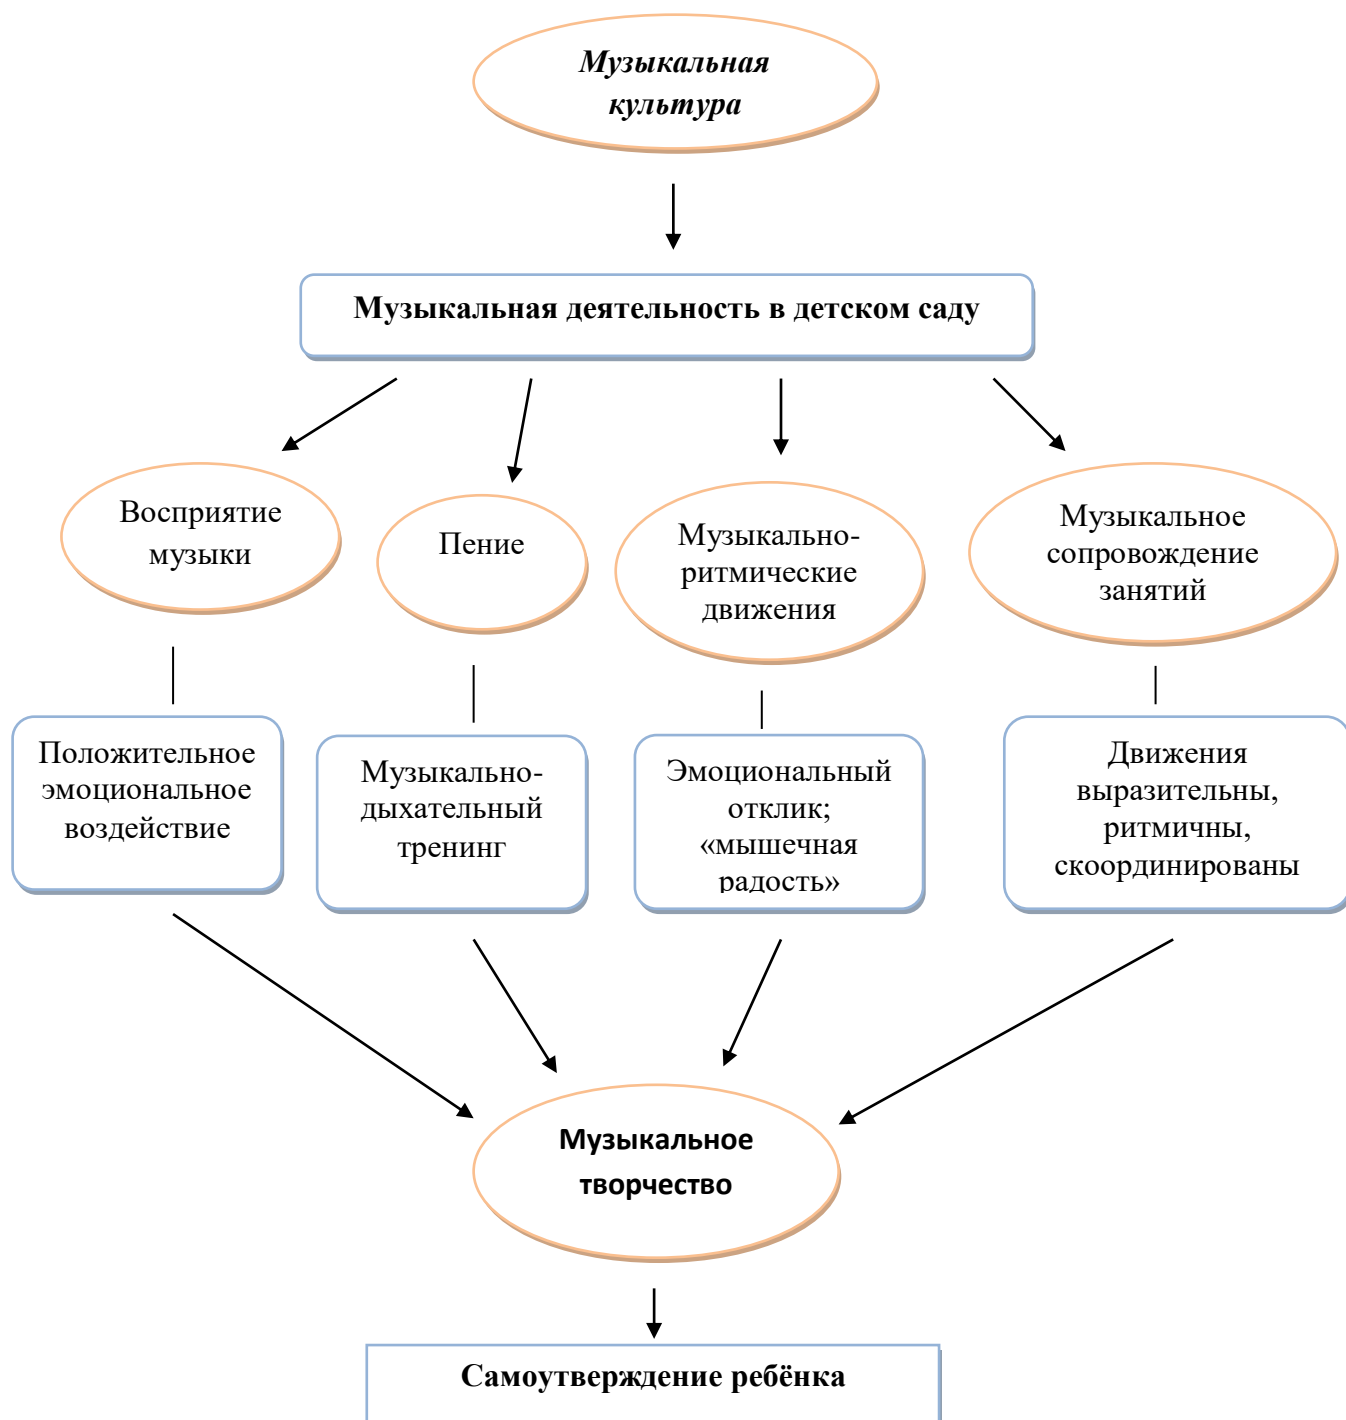 Музыкальная
культура
Музыкальная деятельность в детском саду
Восприятие
музыки
Пение
Музыкально-
ритмические
движения
Музыкальное
сопровождение
занятий
Положительное
эмоциональное
воздействие
Музыкально-
дыхательный
тренинг
Эмоциональный
отклик;
«мышечная
радость»
Движения
выразительны,
ритмичны,
скоординированы
Музыкальное
творчество
Самоутверждение ребёнка